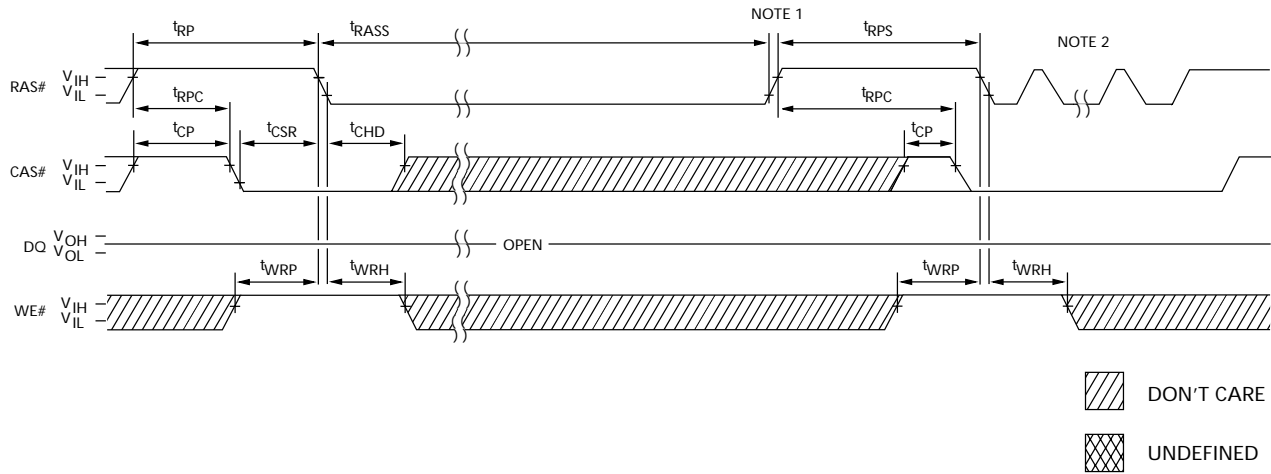 NOTE 1
tRP
tRASS
tRPS
NOTE 2
RAS# VIH
VIL
tRPC
tRPC
tCP
tCSR
tCHD
tCP
CAS# VIH
VIL
DQ VOH
VOL
OPEN
tWRP
tWRH
tWRP
tWRH
WE# VIH
VIL
DON'T CARE
UNDEFINED